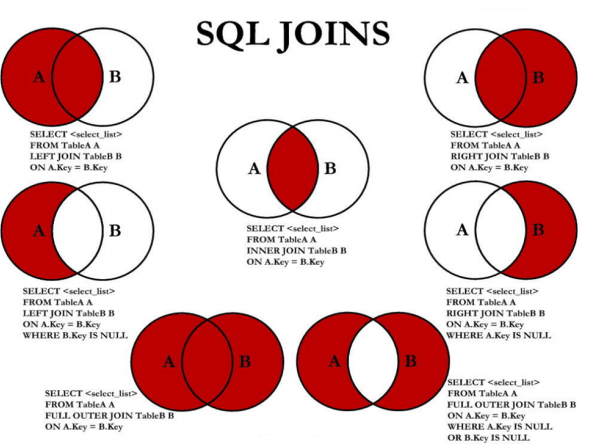 SQL JOINS
A B
SELECT <select_list>
FROM TableA A
LEFT JOIN TableB B
ON A.Key = B.Key
A B
SELECT <select_list>
FROM TableA A
RIGHT JOIN TableB B
ON A.Key = B.Key
A B
SELECT <select_list>
FROM TableA A
INNER JOIN TableB B
ON A.Key = B.Key
A B
SELECT <select_list>
FROM TableA A
LEFT JOIN TableB B
ON A.Key = B.Key
WHERE B.Key IS NULL
A B
SELECT <select_list>
FROM TableA A
RIGHT JOIN TableB B
ON A.Key = B.Key
WHERE A.Key IS NULL
A B
SELECT <select_list>
FROM TableA A
FULL OUTER JOIN TableB B
ON A.Key = B.Key
A B
SELECT <select_list>
FROM TableA A
FULL OUTER JOIN TableB B
ON A.Key = B.Key
WHERE A.Key IS NULL
OR B.Key IS NULL